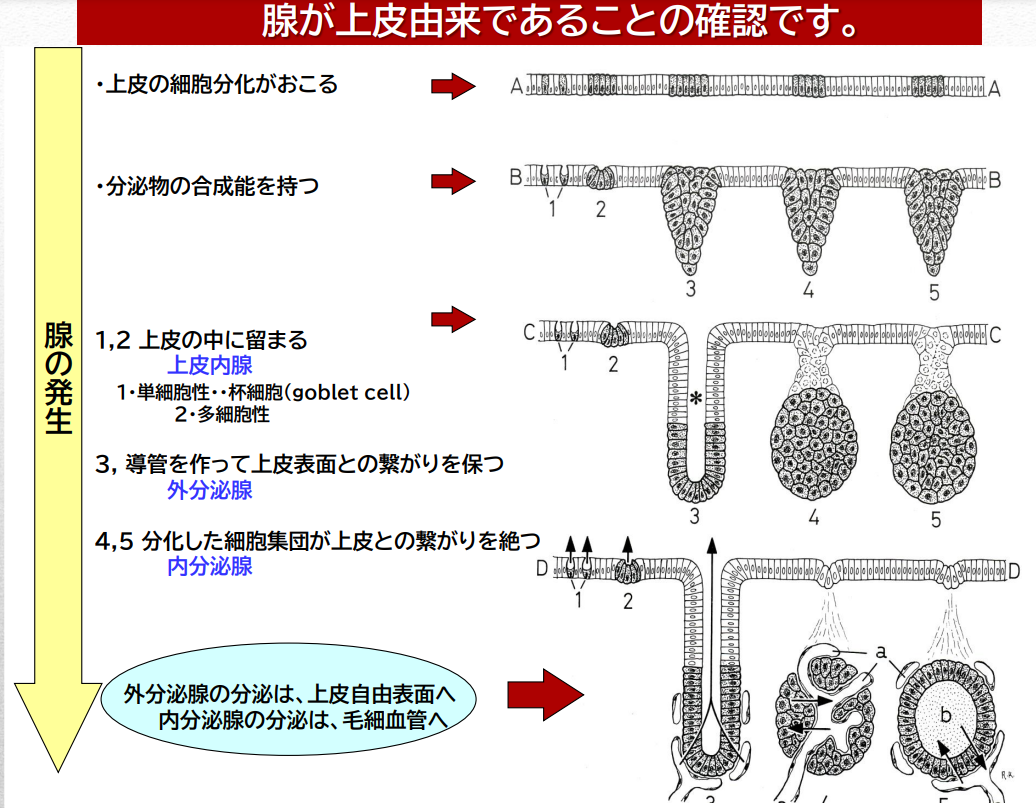 腺が上皮由来であることの確認です。
・上皮の細胞分化がおこる
A A
・分泌物の合成能を持つ
B B
1 2
3 4 5
腺の発生
C C
1,2 上皮の中に留まる
上皮内腺
1 2
1・単細胞性・・杯細胞(goblet cell)
2・多細胞性
*
3, 導管を作って上皮表面との繋がりを保つ
外分泌腺
3 4 5
4,5 分化した細胞集団が上皮との繋がりを絶つ
内分泌腺
D D
1 2
a
外分泌腺の分泌は、上皮自由表面へ
内分泌腺の分泌は、毛細血管へ
b